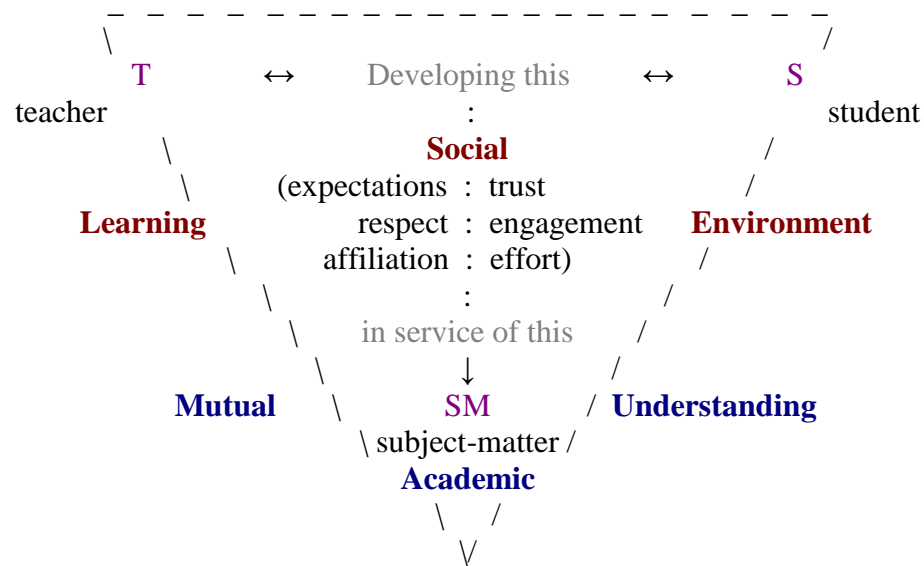 T ↔ Developing this ↔ S
teacher : student
Social
(expectations : trust
Learning respect : engagement Environment
affiliation : effort)
:
in service of this
↓
Mutual SM Understanding
subject-matter
Academic